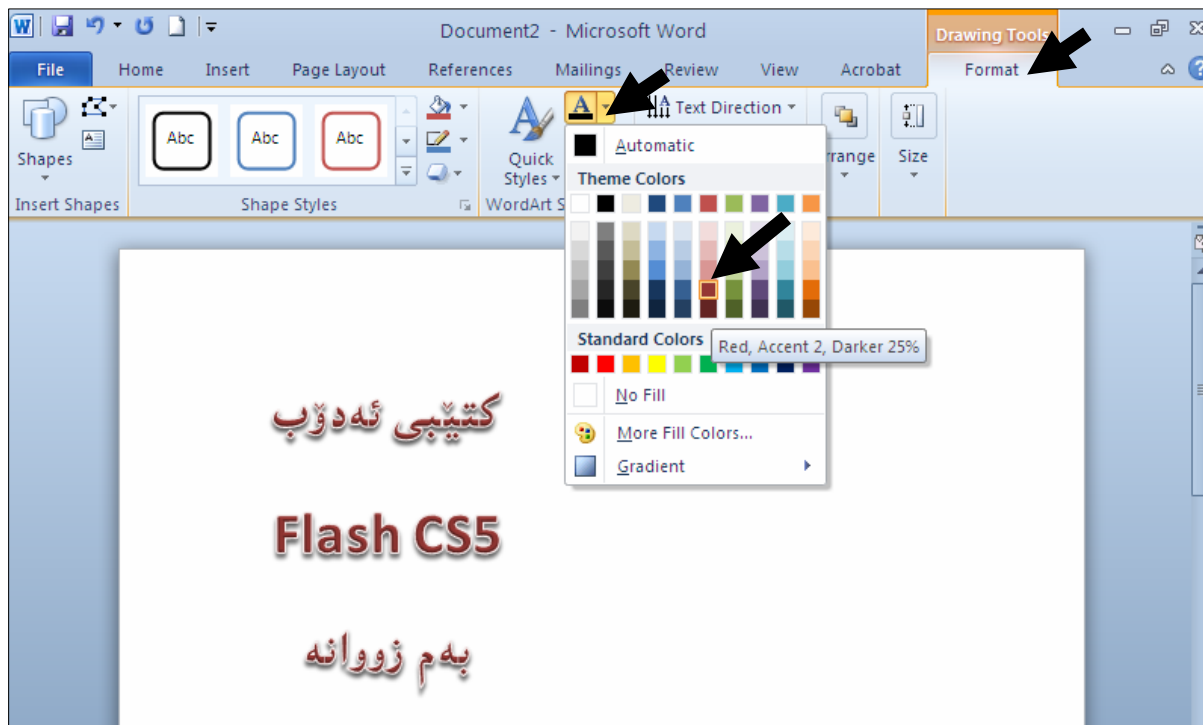 Document2 - Microsoft Word
Drawing Tools
File Home Insert Page Layout References Mailings Review View Acrobat Format
Abc Abc Abc
A Text Direction
Shapes
Quick Styles
Size
Insert Shapes
Shape Styles
WordArt
Automatic
Theme Colors
Standard Colors
Red, Accent 2, Darker 25%
No Fill
More Fill Colors...
Gradient
کتێبی ئەدۆب
Flash CS5
بەم زووانە